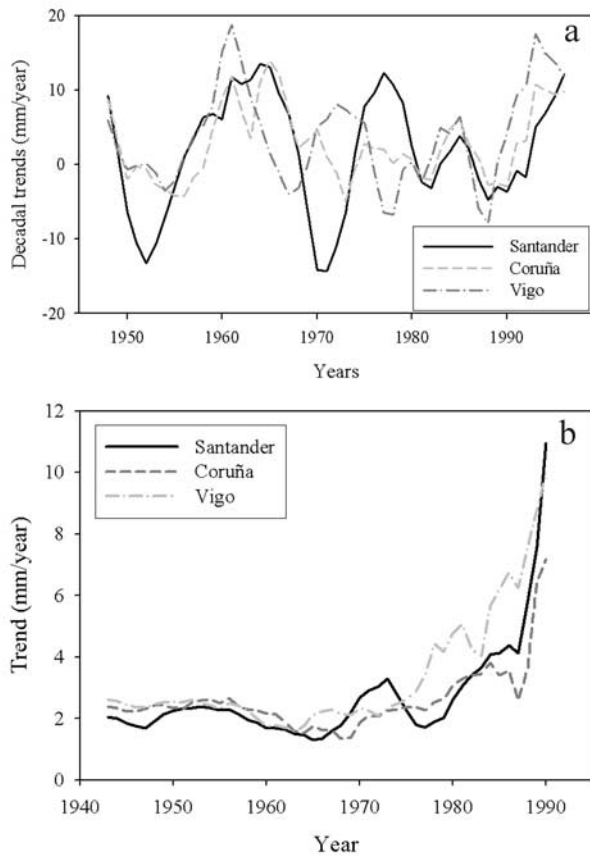 a
Decadal trends (mm/year)
20
10
0
-10
-20
Santander
Coruña
Vigo
1950 1960 1970 1980 1990
Years
b
Trend (mm/year)
12
10
8
6
4
2
0
Santander
Coruña
Vigo
1940 1950 1960 1970 1980 1990
Year